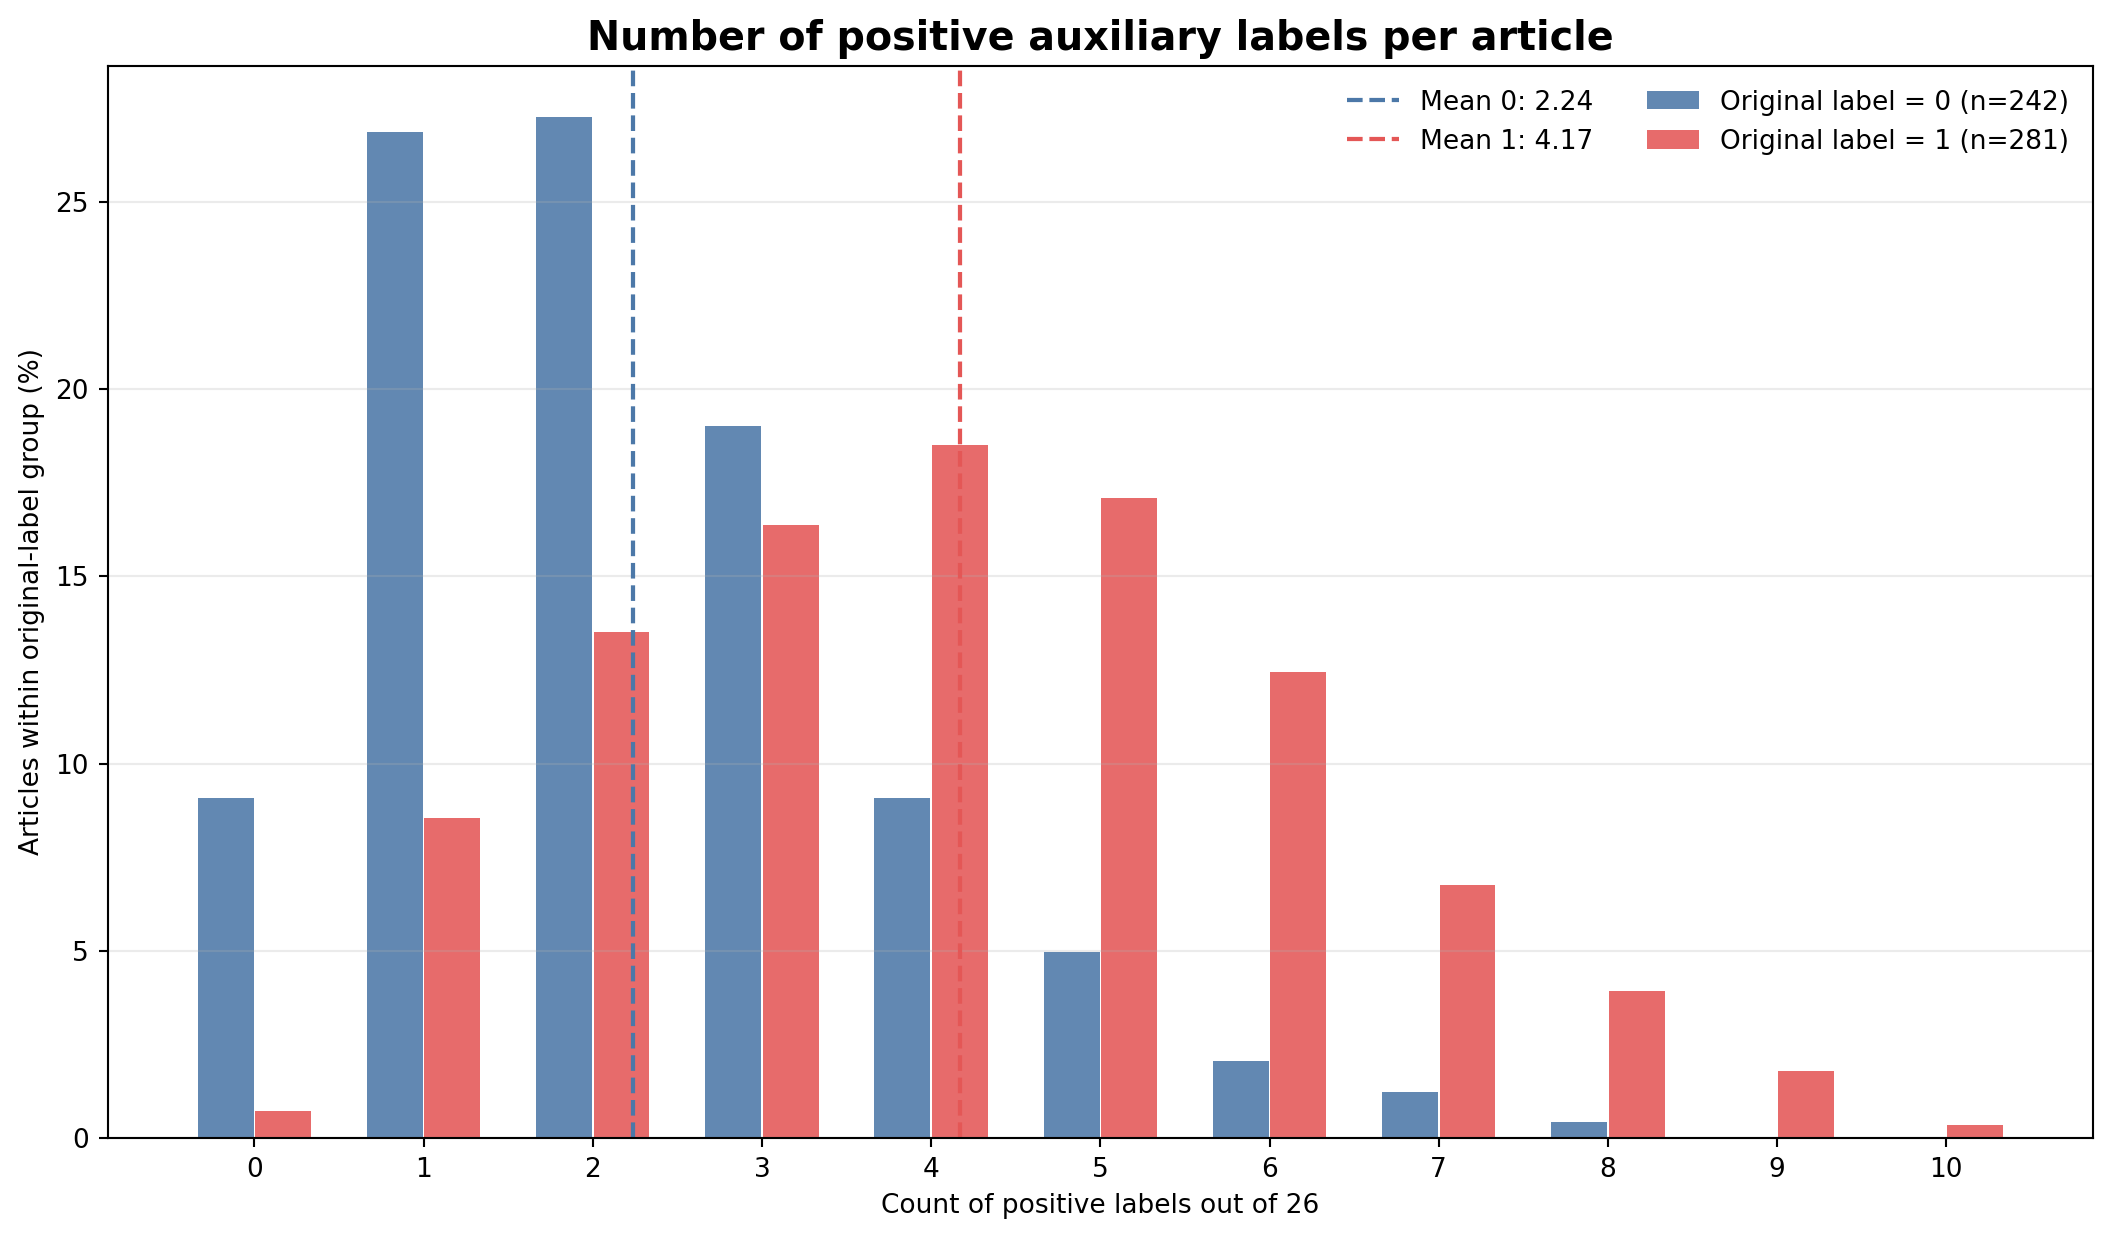 Number of positive auxiliary labels per article
Mean 0: 2.24
Mean 1: 4.17
Original label = 0 (n=242)
Original label = 1 (n=281)
Articles within original-label group (%)
25
20
15
10
5
0
0 1 2 3 4 5 6 7 8 9 10
Count of positive labels out of 26